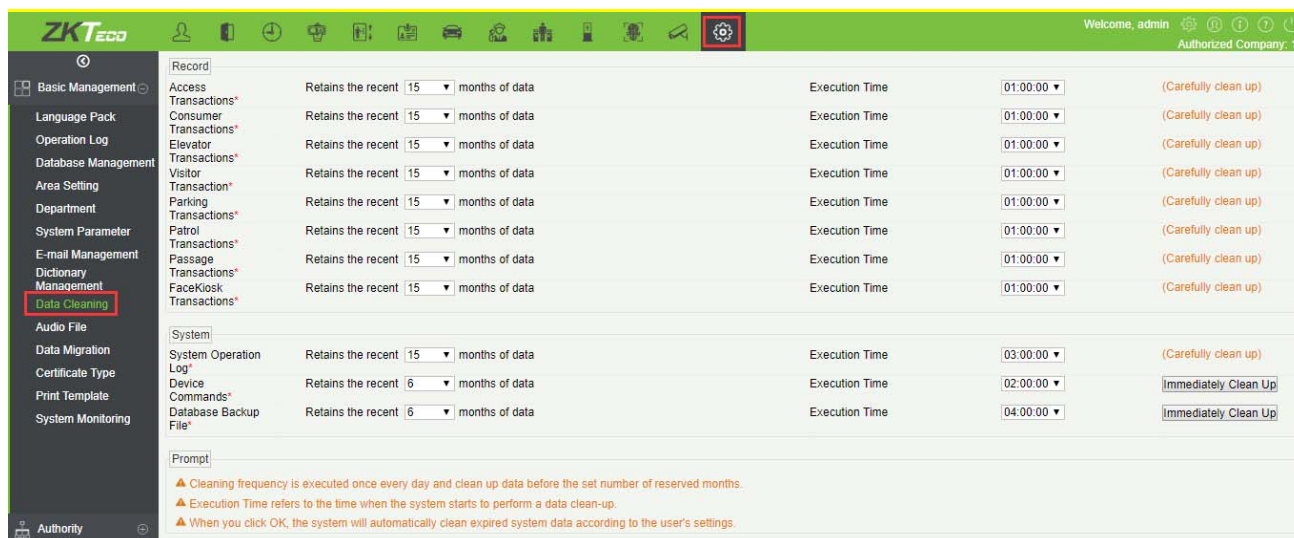 ZKTeco
Welcome, admin
Authorized Company:
Basic Management
Language Pack
Operation Log
Database Management
Area Setting
Department
System Parameter
E-mail Management
Dictionary
Management
Data Cleaning
Audio File
Data Migration
Certificate Type
Print Template
System Monitoring
Authority
Record
Access Transactions* Retains the recent 15 months of data Execution Time 01:00:00 (Carefully clean up)
Consumer Transactions* Retains the recent 15 months of data Execution Time 01:00:00 (Carefully clean up)
Elevator Transactions* Retains the recent 15 months of data Execution Time 01:00:00 (Carefully clean up)
Visitor Transaction* Retains the recent 15 months of data Execution Time 01:00:00 (Carefully clean up)
Parking Transactions* Retains the recent 15 months of data Execution Time 01:00:00 (Carefully clean up)
Patrol Transactions* Retains the recent 15 months of data Execution Time 01:00:00 (Carefully clean up)
Passage Transactions* Retains the recent 15 months of data Execution Time 01:00:00 (Carefully clean up)
FaceKiosk Transactions* Retains the recent 15 months of data Execution Time 01:00:00 (Carefully clean up)
System
System Operation Log* Retains the recent 15 months of data Execution Time 03:00:00 (Carefully clean up)
Device Commands* Retains the recent 6 months of data Execution Time 02:00:00 Immediately Clean Up
Database Backup File* Retains the recent 6 months of data Execution Time 04:00:00 Immediately Clean Up
Prompt
Cleaning frequency is executed once every day and clean up data before the set number of reserved months.
Execution Time refers to the time when the system starts to perform a data clean-up.
When you click OK, the system will automatically clean expired system data according to the user's settings.